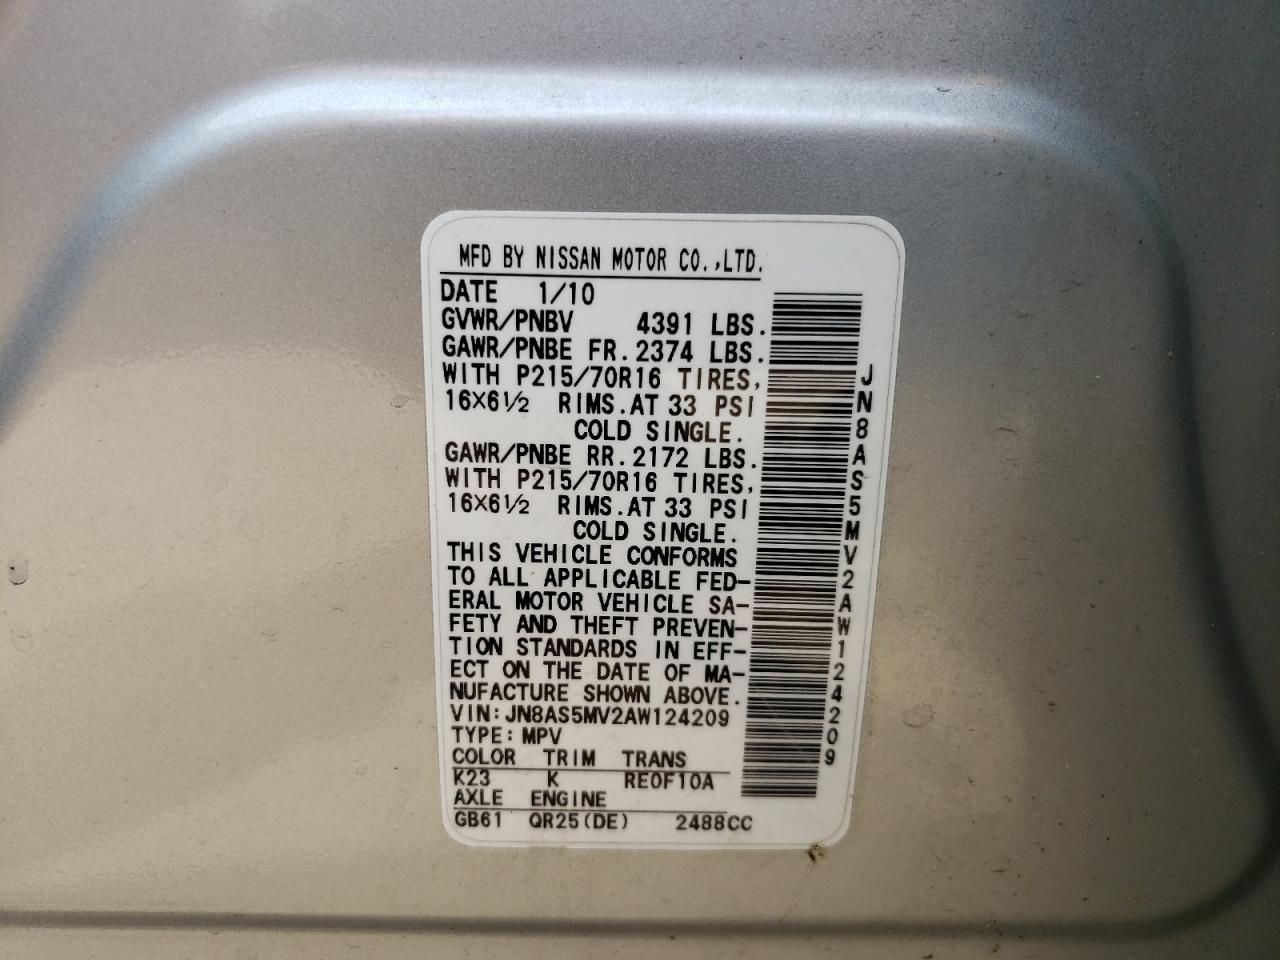 MFD BY NISSAN MOTOR CO.,LTD.
DATE 1/10
GVWR/PNBV 4391 LBS.
GAWR/PNBE FR. 2374 LBS.
WITH P215/70R16 TIRES,
16×6½ RIMS. AT 33 PSI
COLD SINGLE.
GAWR/PNBE RR. 2172 LBS.
WITH P215/70R16 TIRES,
16×6½ RIMS. AT 33 PSI
COLD SINGLE.
THIS VEHICLE CONFORMS
TO ALL APPLICABLE FED-
ERAL MOTOR VEHICLE SA-
FETY AND THEFT PREVEN-
TION STANDARDS IN EFF-
ECT ON THE DATE OF MA-
NUFACTURE SHOWN ABOVE.
VIN: JN8AS5MV2AW124209
TYPE: MPV
COLOR TRIM TRANS
K23 K RE0F10A
AXLE ENGINE
GB61 QR25(DE) 2488CC
JN8AS5MV2AW124209